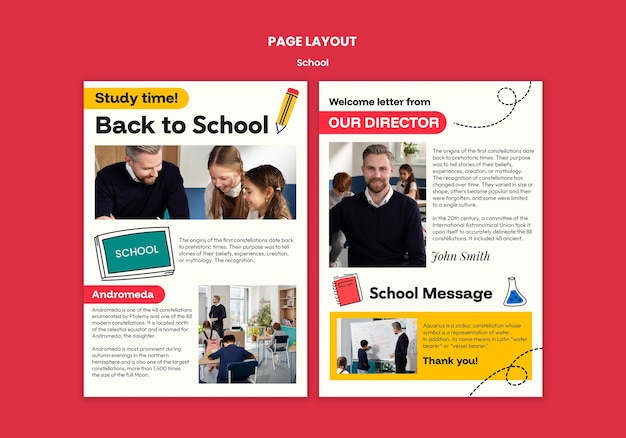 PAGE LAYOUT
School
Study time!
Back to School
SCHOOL
The origins of the first constellations date back
to prehistoric times. Their purpose was to tell
stories of their beliefs, experiences, creation,
or mythology. The recognition.
Andromeda
Andromeda is one of the 48 constellations
enumerated by Ptolemy and one of the 88
modern constellations. It is located north
of the celestial equator and is named for
Andromeda, the daughter.
Andromeda is most prominent during
autumn evenings in the northern
hemisphere and is also one of the largest
constellations, more than 1,400 times
the size of the full Moon.
Welcome letter from
OUR DIRECTOR
The origins of the first constellations date
back to prehistoric times. Their purpose
was to tell stories of their beliefs,
experiences, creation, or mythology.
The recognition of constellations has
changed over time. They varied in size or
shape, others became popular and then
were forgotten, and some were limited
to a single culture.
In the 20th century, a committee of the
International Astronomical Union took it
upon itself to accurately delineate the 88
constellations. It included 48 ancient.
John Smith
School Message
Aquarius is a zodiac constellation whose
symbol is a representation of water.
In addition, its name means in Latin "water
bearer" or "vessel bearer."
Thank you!